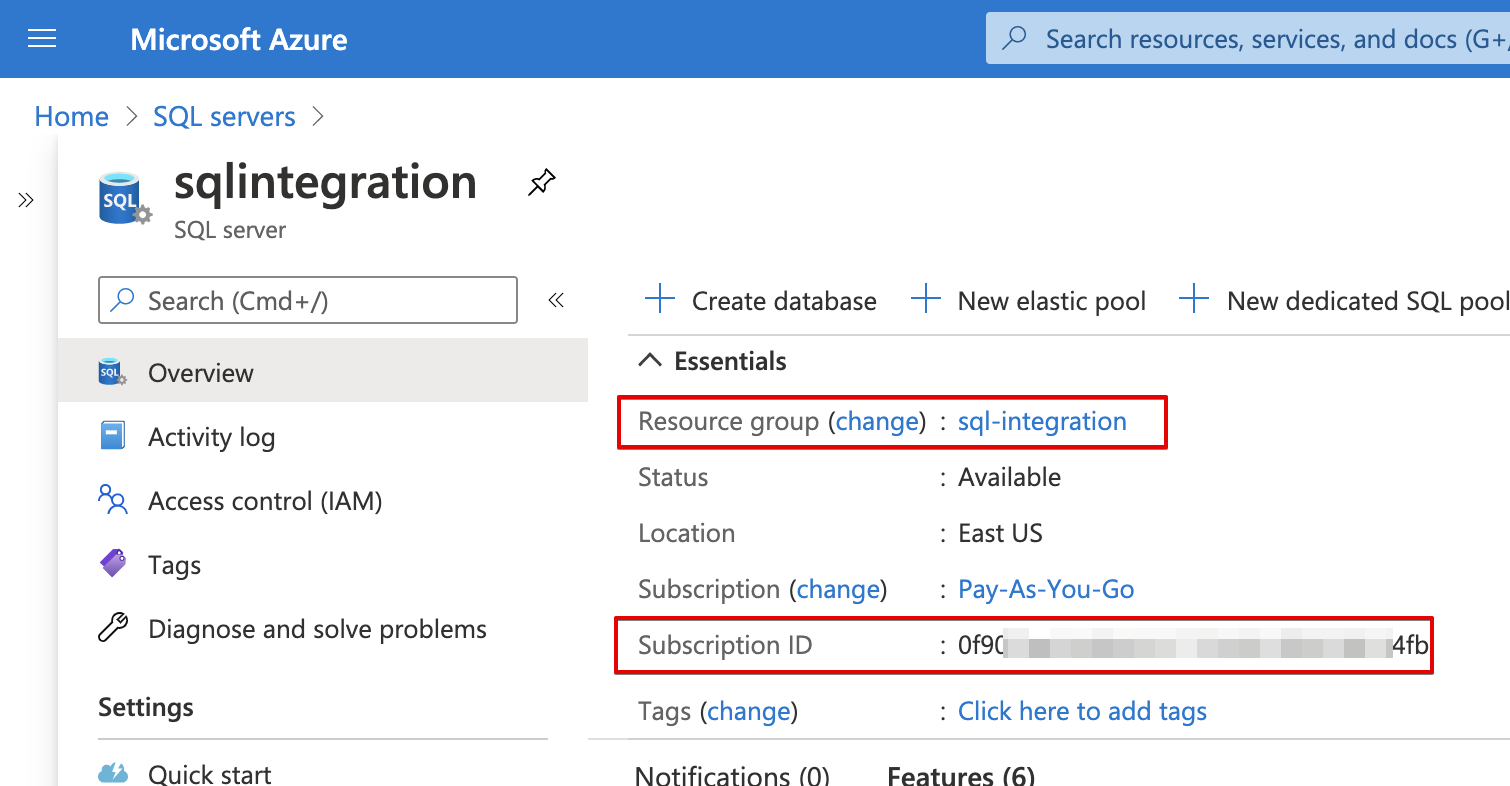 Microsoft Azure
Search resources, services, and docs (G+/
Home > SQL servers >
»
SQL
sqlintegration
SQL server
Search (Cmd+/)
«
SQL
Overview
Activity log
Access control (IAM)
Tags
Diagnose and solve problems
Settings
Quick start
+ Create database
+ New elastic pool
+ New dedicated SQL pool
Essentials
Resource group (change) : sql-integration
Status : Available
Location : East US
Subscription (change) : Pay-As-You-Go
Subscription ID : 0f90 4fb
Tags (change) : Click here to add tags
Notifications (0)
Features (6)